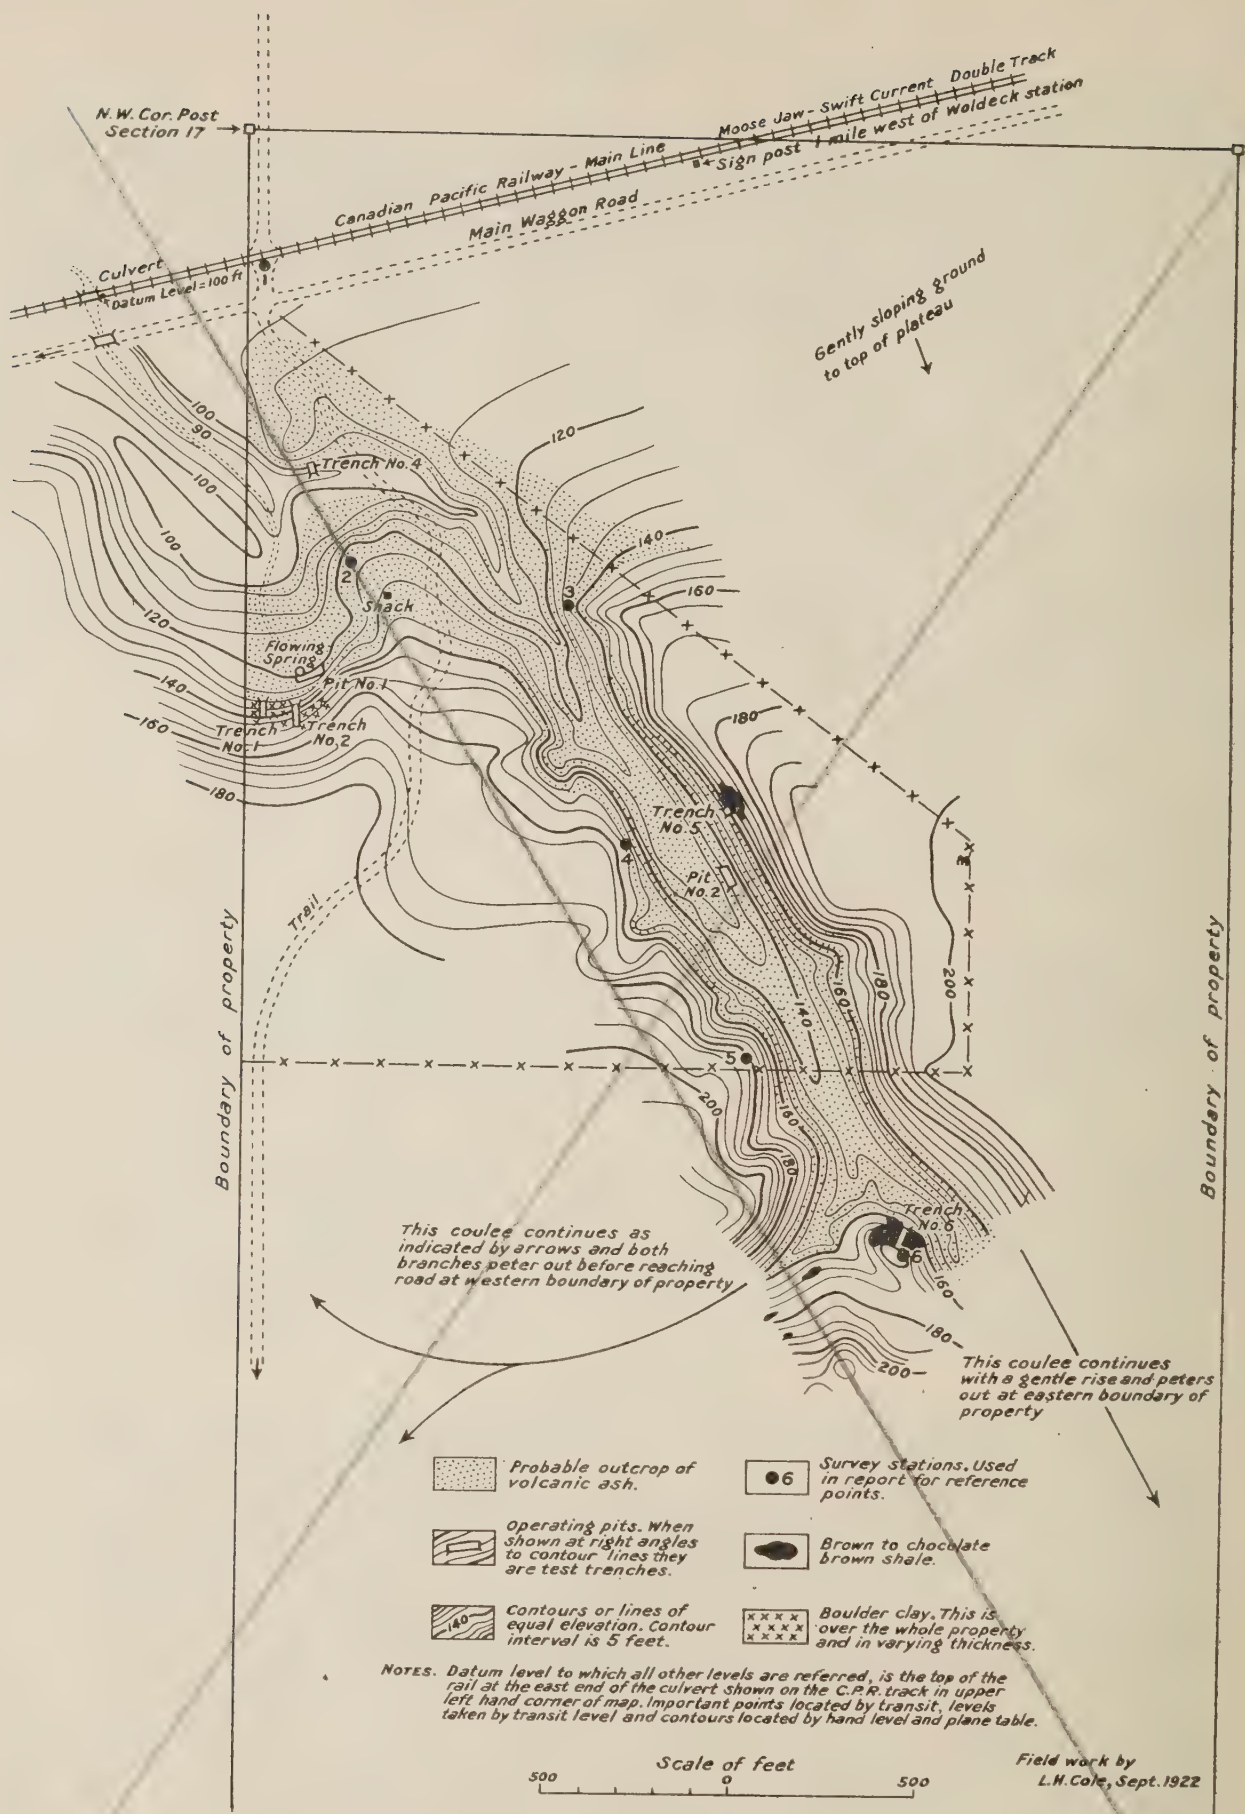 N.W. Cor. Post
Section 17
Moose Jaw - Swift Current Double Track
Canadian Pacific Railway - Main Line
Sign post 1 mile west of Woldeck station
Main Waggon Road
Culvert
Datum Level = 100 ft
1
Gently sloping ground
to top of plateau
100
90
100
100
120
Trench No. 4
140
160
2
3
Shack
120
Flowing
Spring
Pit No. 1
140
160
Trench
No. 1
Trench
No. 2
180
180
Trench
No. 5
4
Pit
No. 2
Trail
Boundary of property
Boundary of property
140
160
180
200
5
200
160
180
Trench
No. 6
6
160
180
200
This coulee continues as
indicated by arrows and both
branches peter out before reaching
road at western boundary of property
This coulee continues
with a gentle rise and peters
out at eastern boundary of
property
Probable outcrop of
volcanic ash.
6
Survey stations. Used
in report for reference
points.
Operating pits. When
shown at right angles
to contour lines they
are test trenches.
Brown to chocolate
brown shale.
140
Contours or lines of
equal elevation. Contour
interval is 5 feet.
Boulder clay. This is
over the whole property
and in varying thickness.
NOTES. Datum level to which all other levels are referred, is the top of the
rail at the east end of the culvert shown on the C.P.R. track in upper
left hand corner of map. Important points located by transit, levels
taken by transit level and contours located by hand level and plane table.
Scale of feet
500 0 500
Field work by
L.H. Cole, Sept. 1922